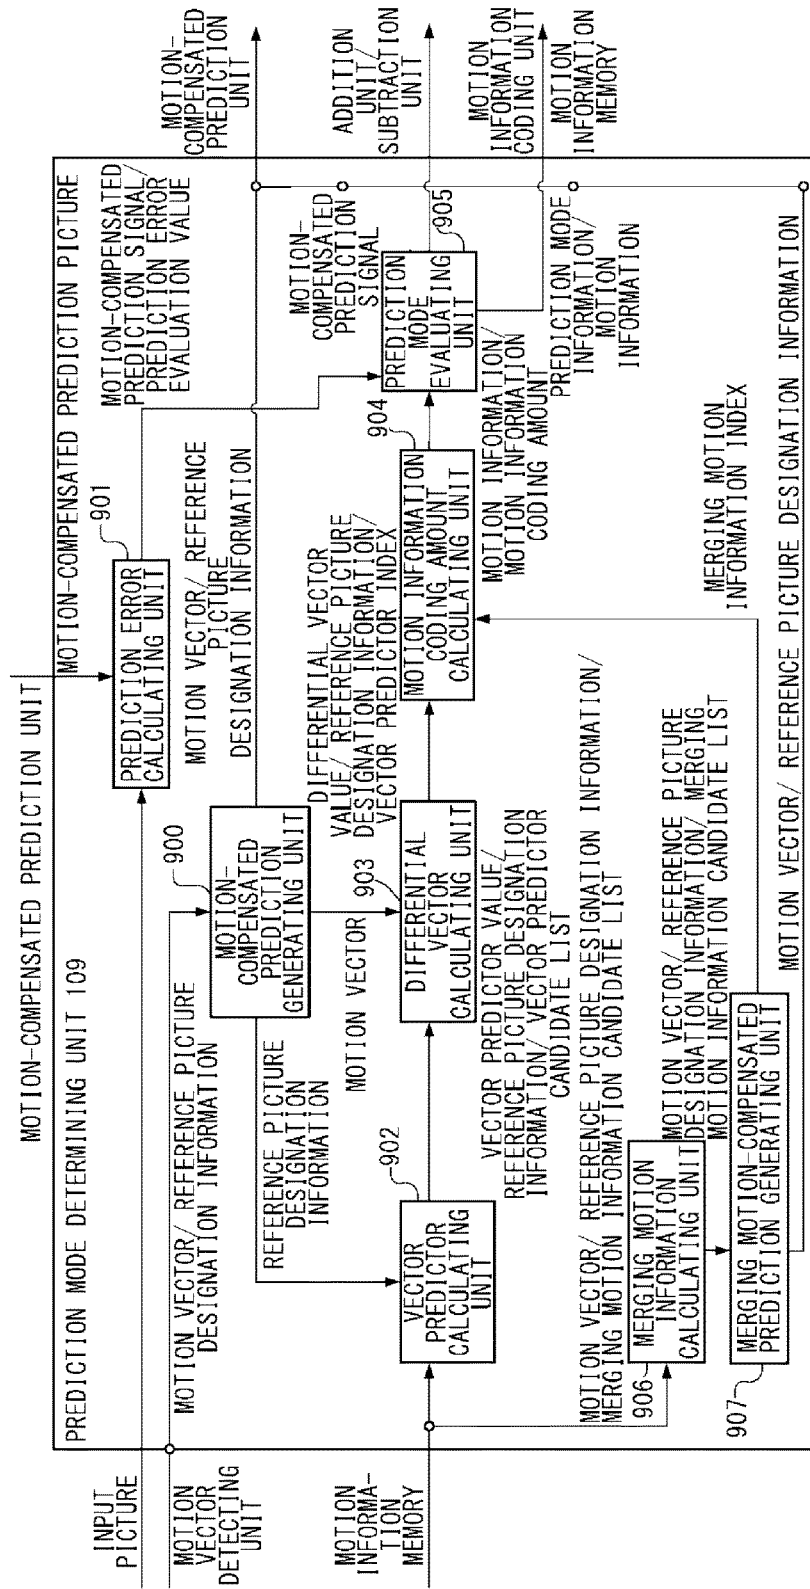 MOTION-COMPENSATED PREDICTION UNIT
PREDICTION MODE DETERMINING UNIT 109
MOTION-COMPENSATED PREDICTION PICTURE
INPUT
PICTURE
MOTION
VECTOR
DETECTING
UNIT
MOTION
INFORMA-
TION
MEMORY
MOTION VECTOR/ REFERENCE PICTURE
DESIGNATION INFORMATION
901
PREDICTION ERROR
CALCULATING UNIT
MOTION-COMPENSATED
PREDICTION SIGNAL/
PREDICTION ERROR
EVALUATION VALUE
MOTION-
COMPENSATED
PREDICTION
UNIT
900
MOTION-
COMPENSATED
PREDICTION
GENERATING UNIT
MOTION VECTOR/ REFERENCE
PICTURE
DESIGNATION INFORMATION
REFERENCE PICTURE
DESIGNATION
INFORMATION
MOTION VECTOR
902
VECTOR
PREDICTOR
CALCULATING
UNIT
VECTOR PREDICTOR VALUE/
REFERENCE PICTURE DESIGNATION
INFORMATION/ VECTOR PREDICTOR
CANDIDATE LIST
903
DIFFERENTIAL
VECTOR
CALCULATING UNIT
DIFFERENTIAL VECTOR
VALUE/ REFERENCE PICTURE
DESIGNATION INFORMATION/
VECTOR PREDICTOR INDEX
904
MOTION INFORMATION
CODING AMOUNT
CALCULATING UNIT
MOTION INFORMATION/
MOTION INFORMATION
CODING AMOUNT
905
PREDICTION
MODE
EVALUATING
UNIT
MOTION-
COMPENSATED
PREDICTION
SIGNAL
ADDITION
UNIT/
SUBTRACTION
UNIT
PREDICTION MODE
INFORMATION/
MOTION
INFORMATION
MOTION
INFORMATION
CODING UNIT
MOTION
INFORMATION
MEMORY
MOTION VECTOR/ REFERENCE PICTURE DESIGNATION INFORMATION/
MERGING MOTION INFORMATION CANDIDATE LIST
906
MERGING MOTION
INFORMATION
CALCULATING UNIT
MOTION VECTOR/ REFERENCE PICTURE
DESIGNATION INFORMATION/ MERGING
MOTION INFORMATION CANDIDATE LIST
907
MERGING MOTION-COMPENSATED
PREDICTION GENERATING UNIT
MERGING MOTION
INFORMATION INDEX
MOTION VECTOR/ REFERENCE PICTURE DESIGNATION INFORMATION